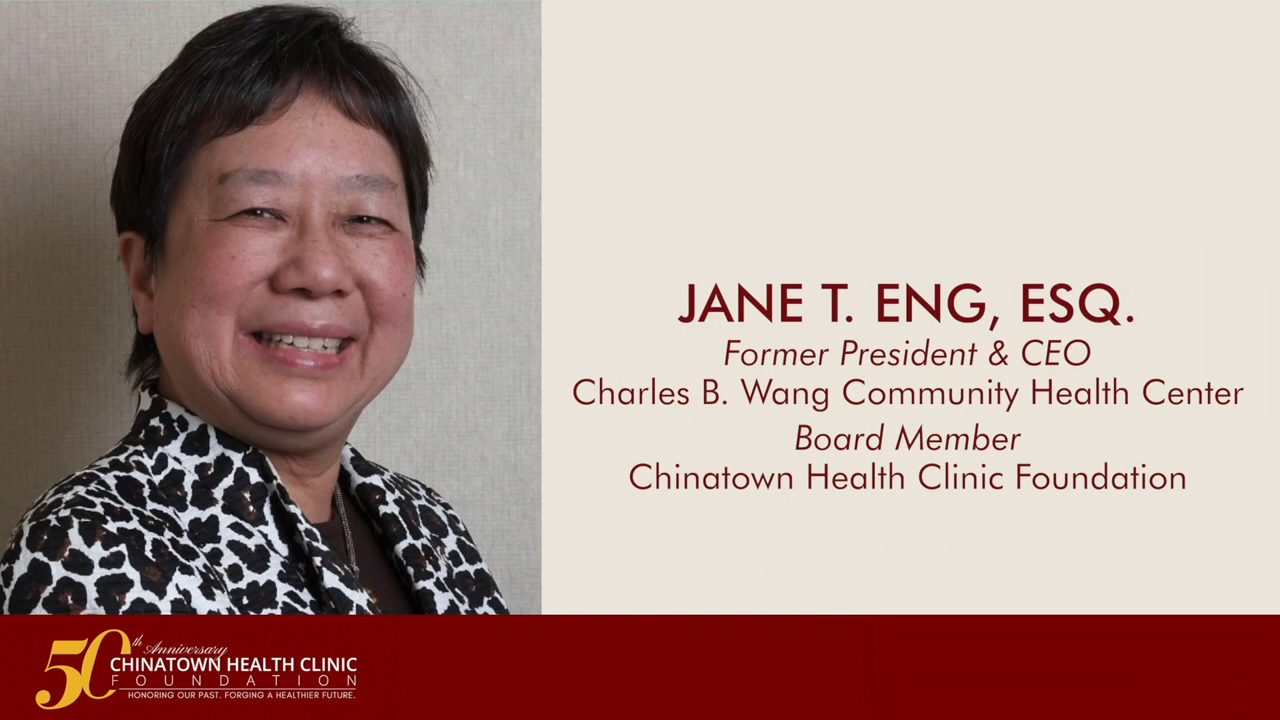 JANE T. ENG, ESQ.
Former President & CEO
Charles B. Wang Community Health Center
Board Member
Chinatown Health Clinic Foundation
50th Anniversary
CHINATOWN HEALTH CLINIC
FOUNDATION
HONORING OUR PAST. FORGING A HEALTHIER FUTURE.